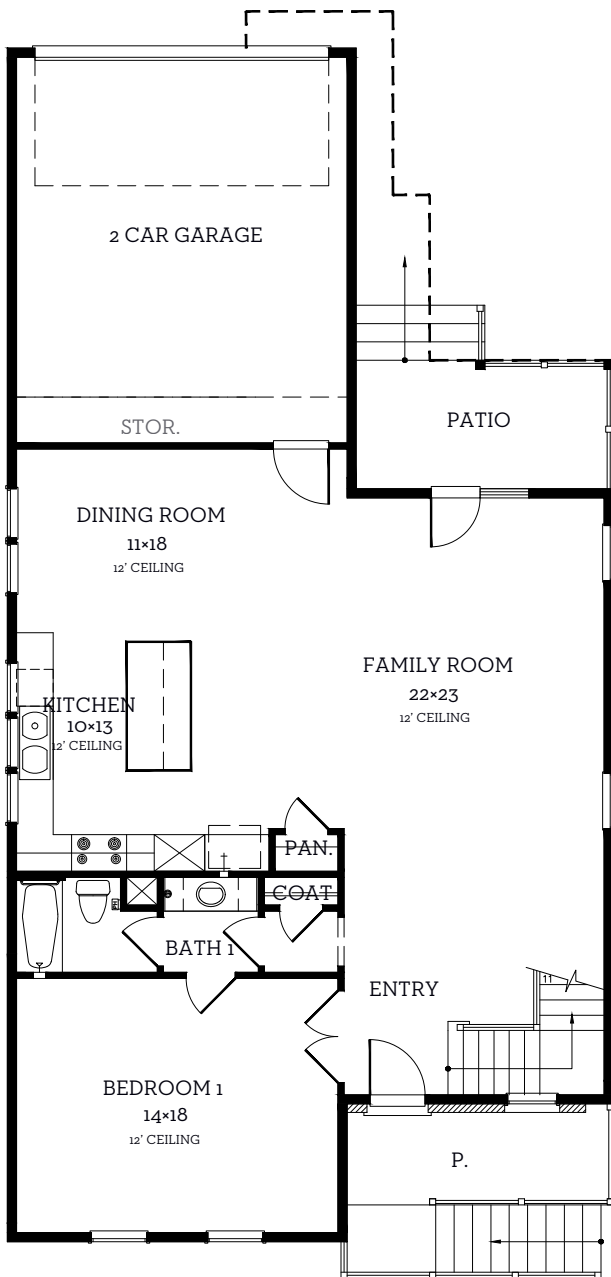 2 CAR GARAGE
STOR.
PATIO
DINING ROOM
11×18
12' CEILING
FAMILY ROOM
22×23
12' CEILING
KITCHEN
10×13
12' CEILING
PAN.
COAT
BATH 1
ENTRY
11
BEDROOM 1
14×18
12' CEILING
P.